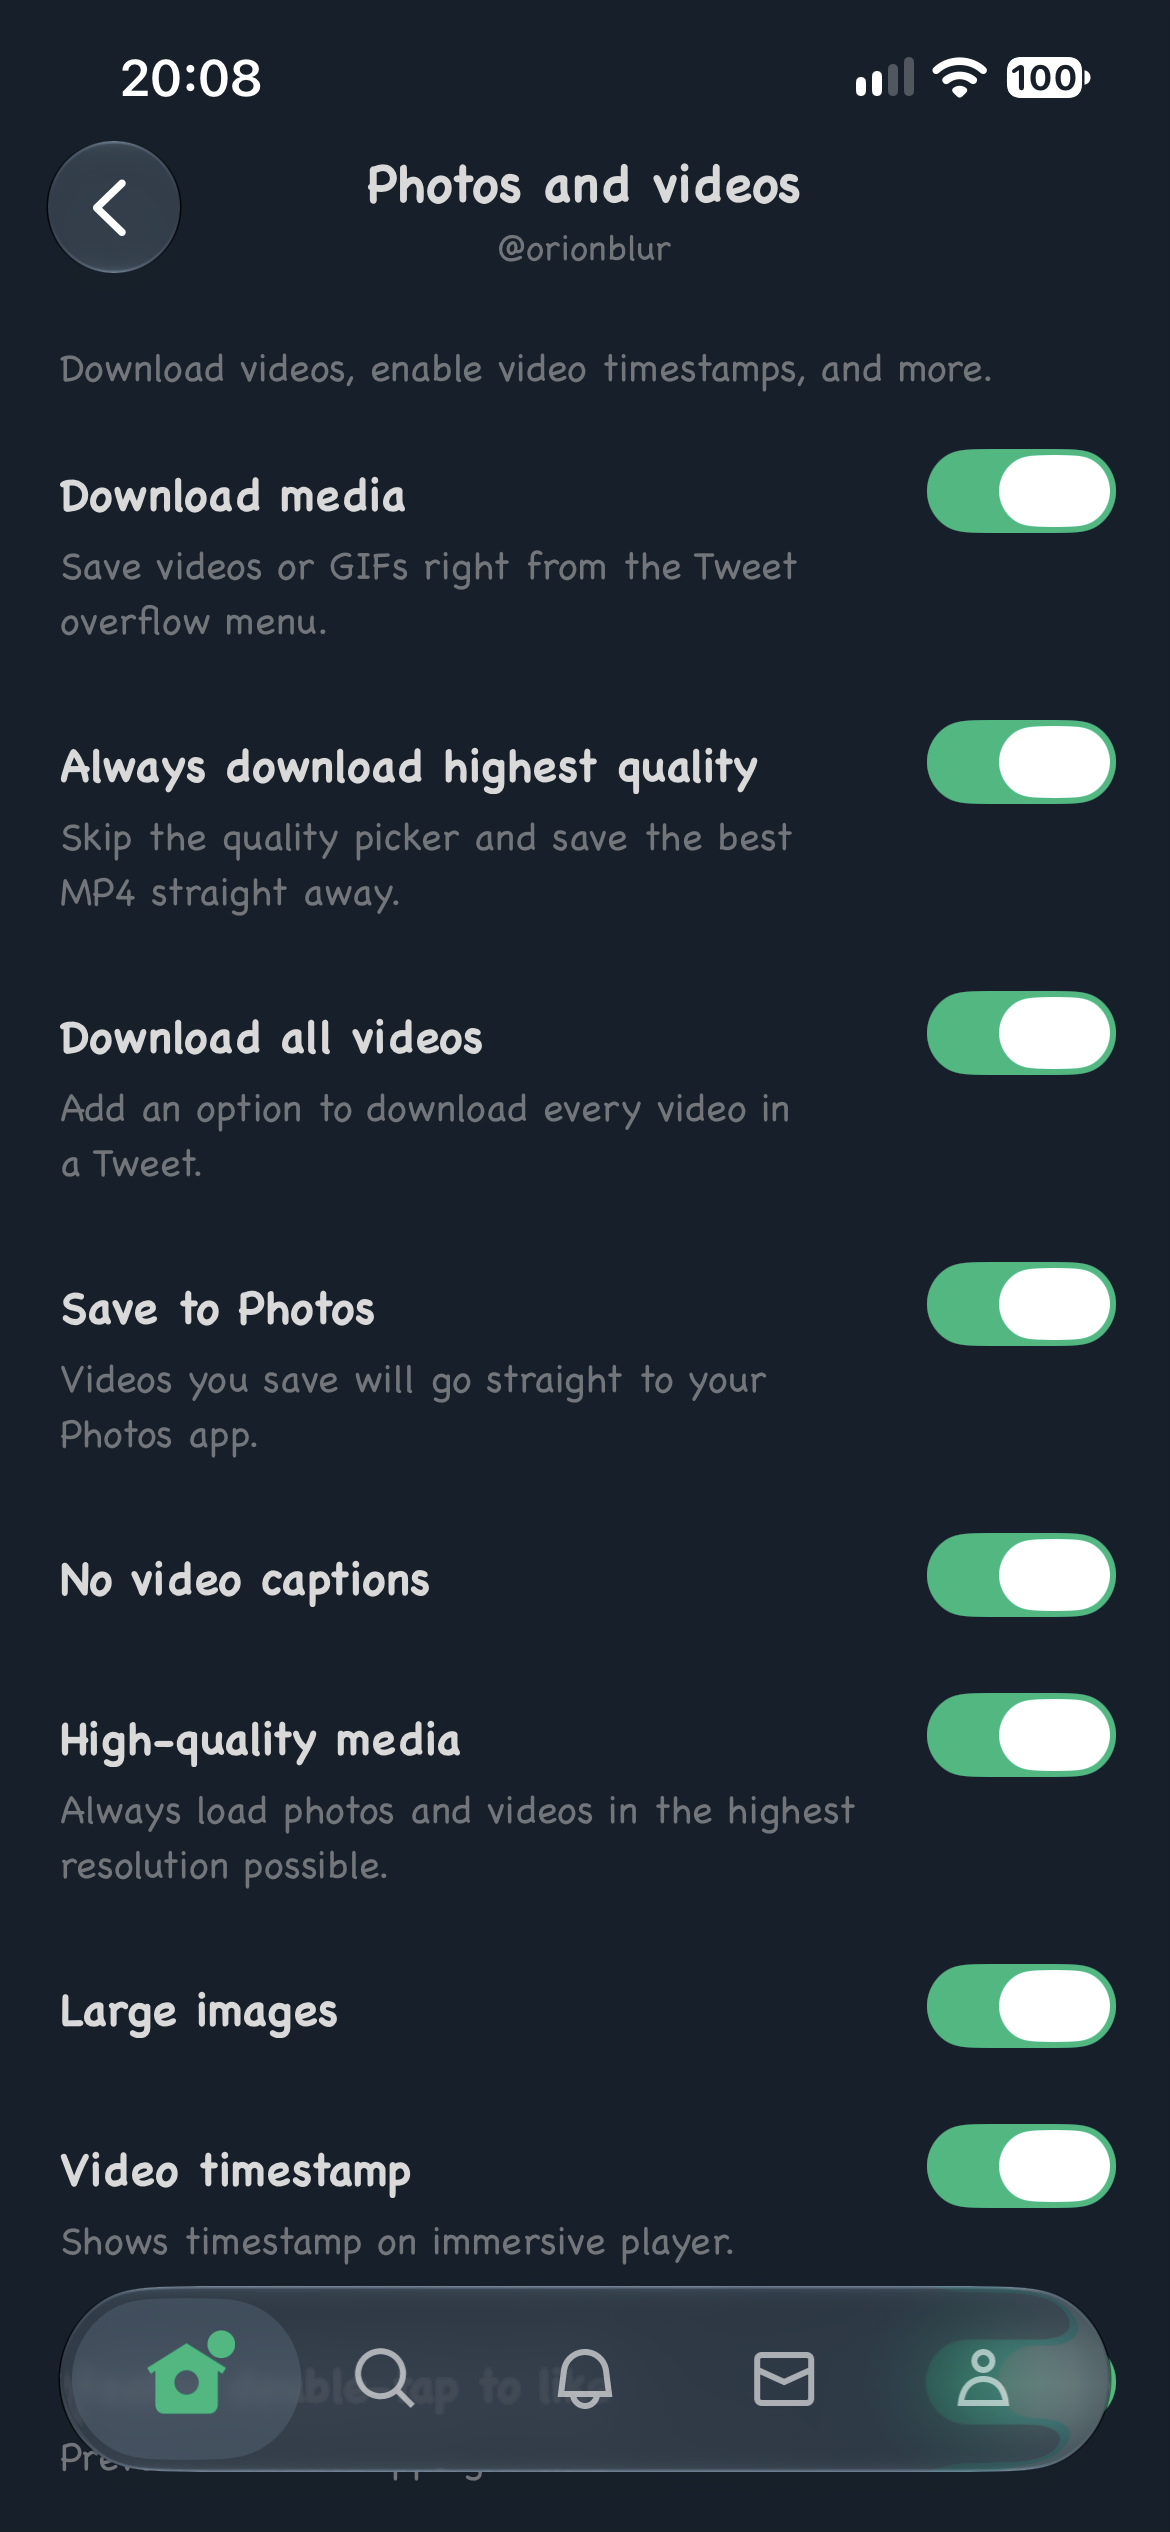 20:08
100
Photos and videos
@orionblur
Download videos, enable video timestamps, and more.
Download media
Save videos or GIFs right from the Tweet
overflow menu.
Always download highest quality
Skip the quality picker and save the best
MP4 straight away.
Download all videos
Add an option to download every video in
a Tweet.
Save to Photos
Videos you save will go straight to your
Photos app.
No video captions
High-quality media
Always load photos and videos in the highest
resolution possible.
Large images
Video timestamp
Shows timestamp on immersive player.
to